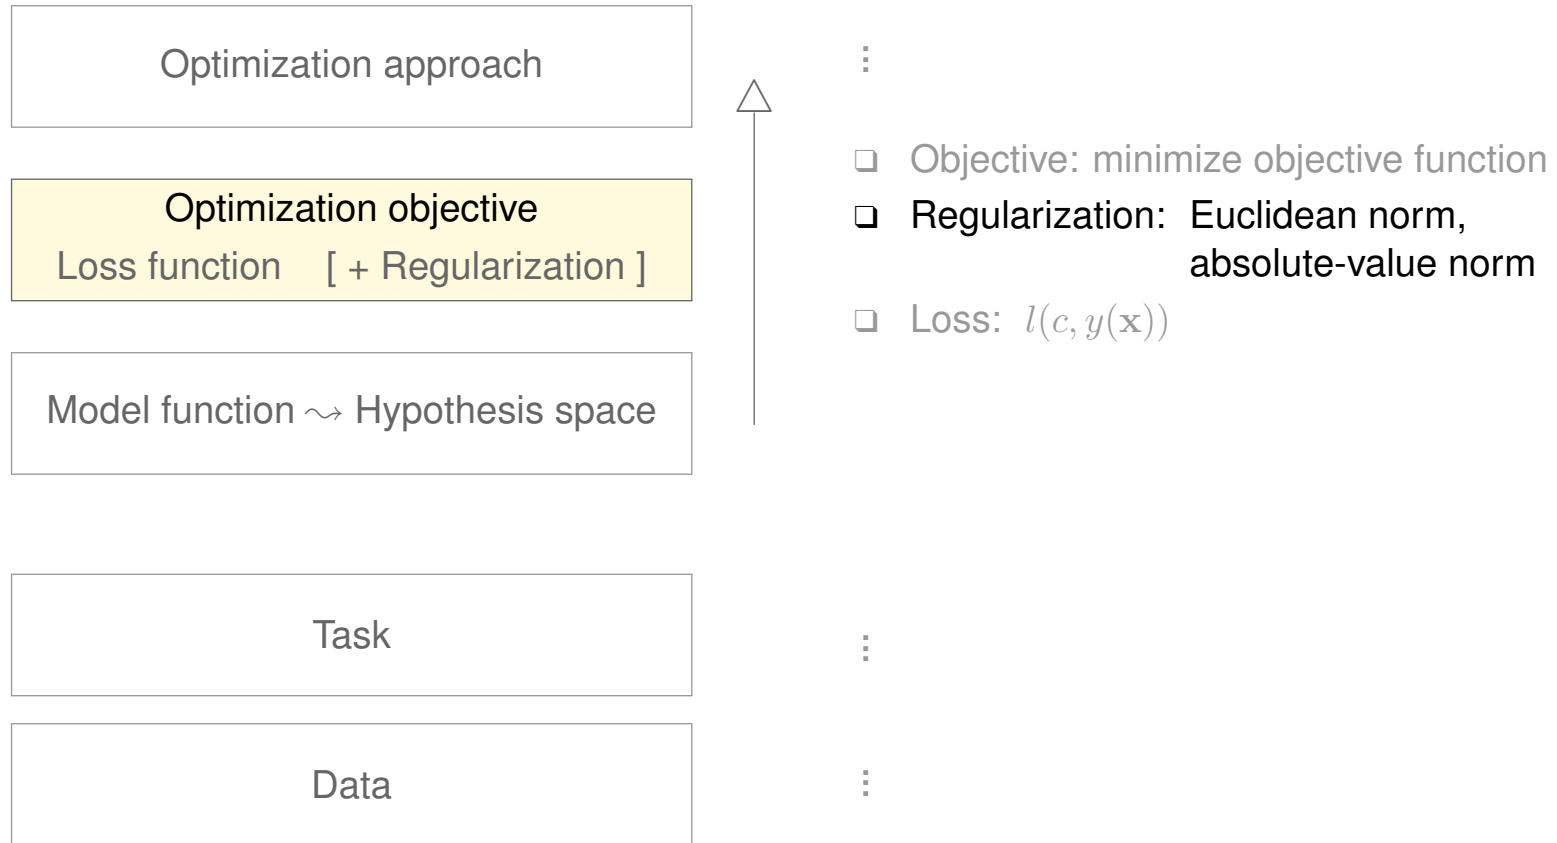 Optimization approach
⋮
Optimization objective
Loss function [ + Regularization ]
❑ Objective: minimize objective function
❑ Regularization: Euclidean norm,
absolute-value norm
❑ Loss: l(c, y(x))
Model function ⇝ Hypothesis space
Task
⋮
Data
⋮